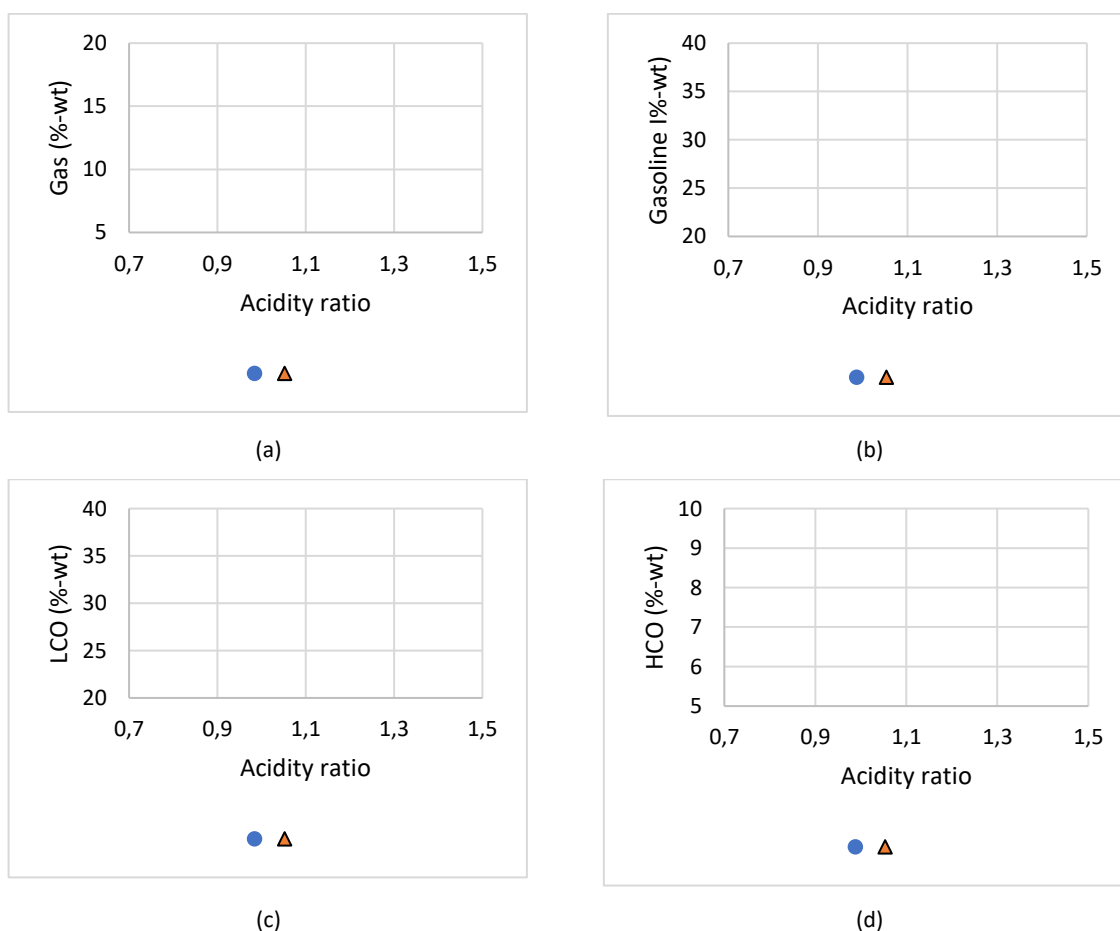 20
15
10
5
Gas (%-wt)
0,7 0,9 1,1 1,3 1,5
Acidity ratio
(a)
40
35
30
25
20
Gasoline I%-wt)
0,7 0,9 1,1 1,3 1,5
Acidity ratio
(b)
40
35
30
25
20
LCO (%-wt)
0,7 0,9 1,1 1,3 1,5
Acidity ratio
(c)
10
9
8
7
6
5
HCO (%-wt)
0,7 0,9 1,1 1,3 1,5
Acidity ratio
(d)